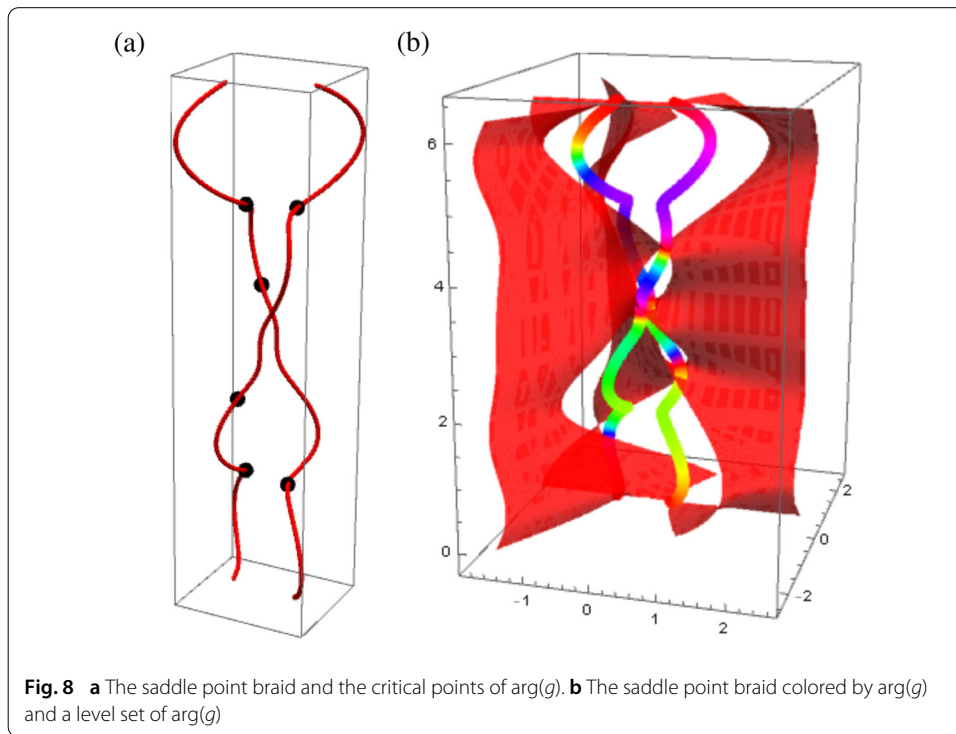 (a)
(b)
6
4
2
0
-1
0
1
2
-2
0
2
Fig. 8 a The saddle point braid and the critical points of arg(g). b The saddle point braid colored by arg(g)
and a level set of arg(g)